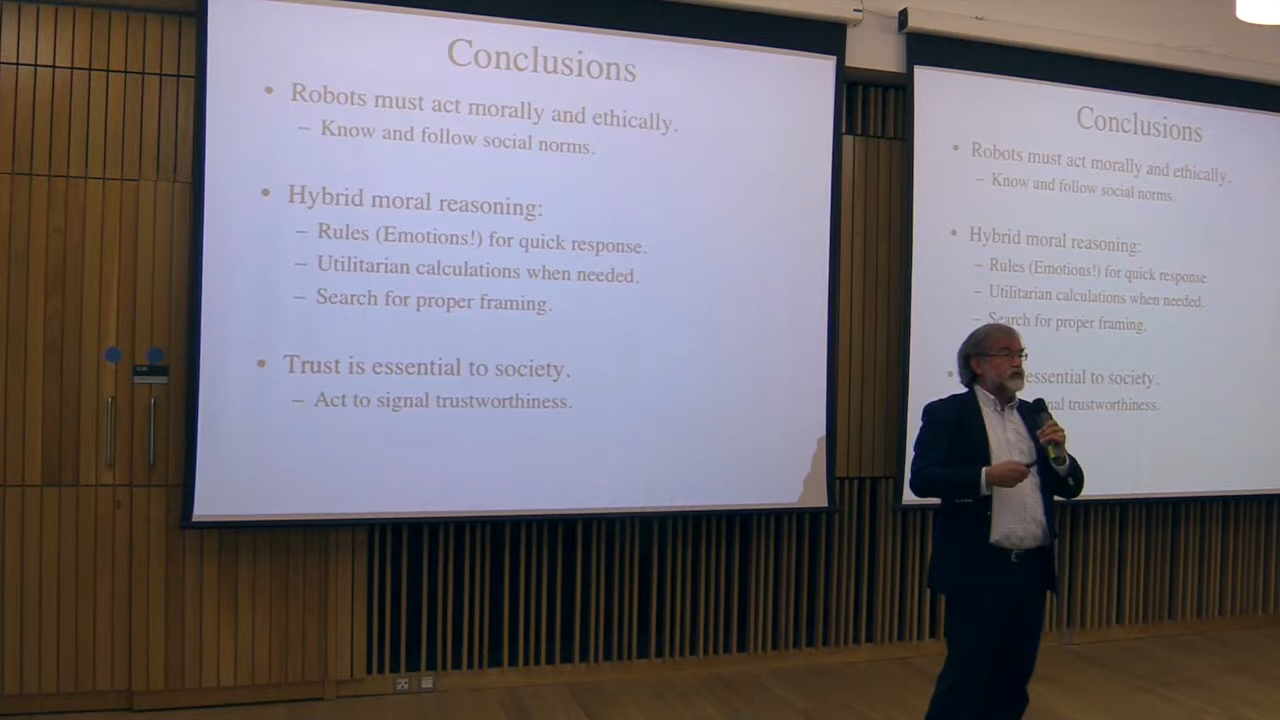 Conclusions
• Robots must act morally and ethically.
– Know and follow social norms.
• Hybrid moral reasoning:
– Rules (Emotions!) for quick response.
– Utilitarian calculations when needed.
– Search for proper framing.
• Trust is essential to society.
– Act to signal trustworthiness.
Conclusions
• Robots must act morally and ethically.
– Know and follow social norms.
• Hybrid moral reasoning:
– Rules (Emotions!) for quick response.
– Utilitarian calculations when needed.
– Search for proper framing.
• essential to society.
trustworthiness.